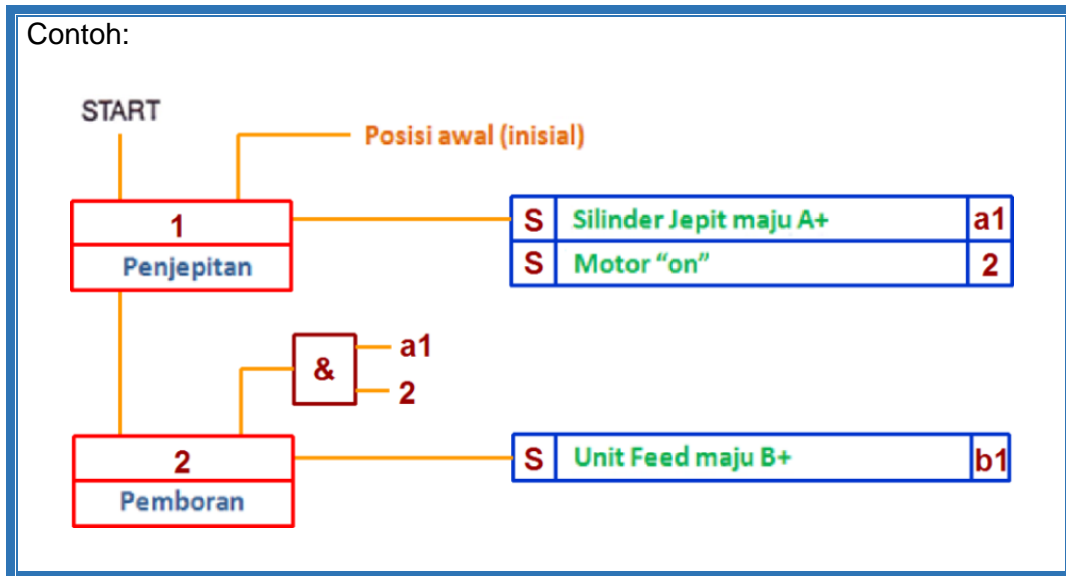 Contoh:
START
Posisi awal (inisial)
1
S Silinder Jepit maju A+ a1
Penjepitan
S Motor “on” 2
& a1
2
2
S Unit Feed maju B+ b1
Pemboran